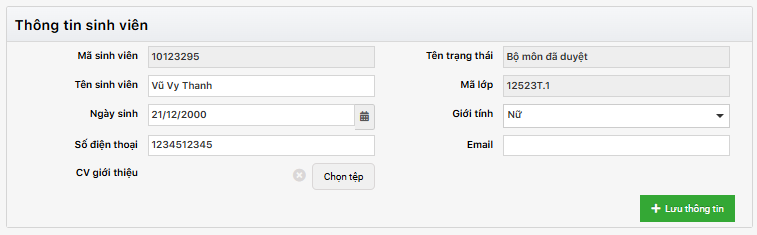 Thông tin sinh viên
Mã sinh viên 10123295 Tên trạng thái Bộ môn đã duyệt
Tên sinh viên Vũ Vy Thanh Mã lớp 12523T.1
Ngày sinh 21/12/2000 Giới tính Nữ
Số điện thoại 1234512345 Email
CV giới thiệu Chọn tệp
Lưu thông tin